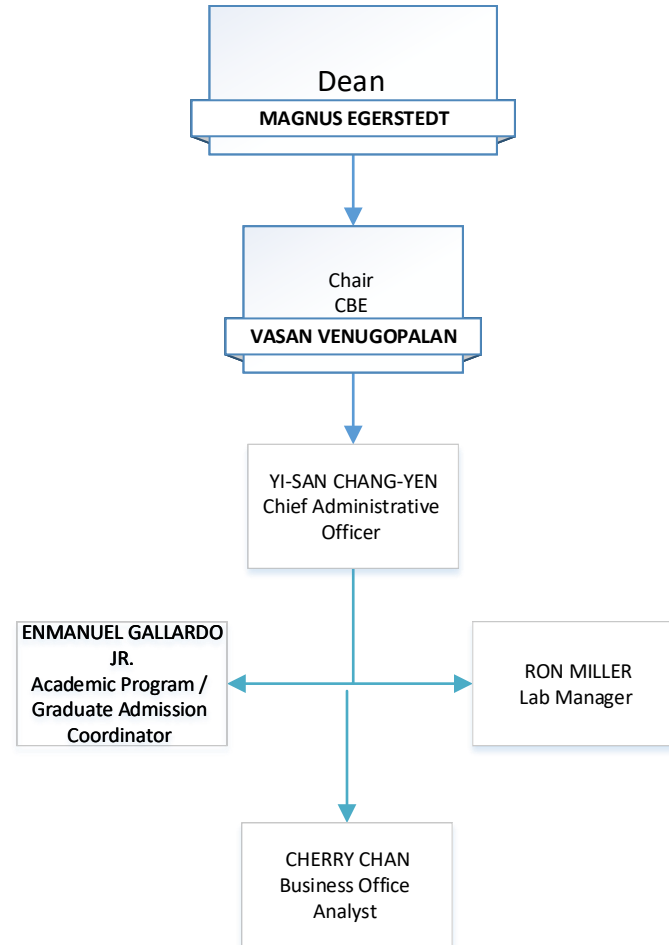 Dean
MAGNUS EGERSTEDT
Chair
CBE
VASAN VENUGOPALAN
YI-SAN CHANG-YEN
Chief Administrative
Officer
ENMANUEL GALLARDO
JR.
Academic Program /
Graduate Admission
Coordinator
RON MILLER
Lab Manager
CHERRY CHAN
Business Office
Analyst